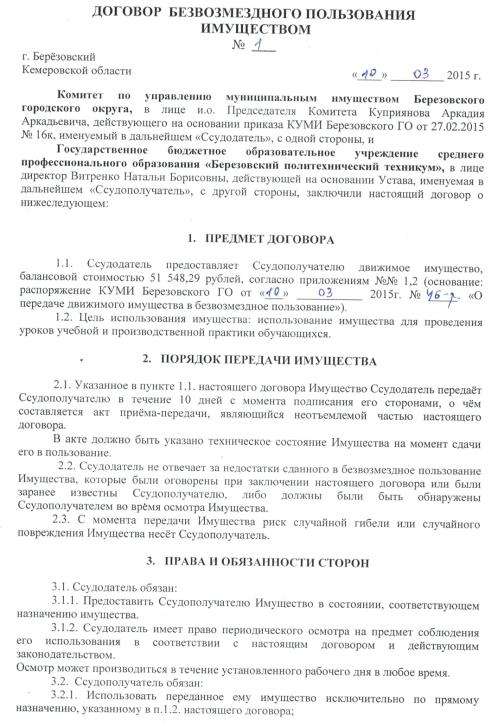 ДОГОВОР БЕЗВОЗМЕЗДНОГО ПОЛЬЗОВАНИЯ
ИМУЩЕСТВОМ
№ 1
г. Берёзовский
Кемеровской области «10» 03 2015 г.
Комитет по управлению муниципальным имуществом Березовского
городского округа, в лице и.о. Председателя Комитета Куприянова Аркадия
Аркадьевича, действующего на основании приказа КУМИ Березовского ГО от 27.02.2015
№ 16к, именуемый в дальнейшем «Ссудодатель», с одной стороны, и
Государственное бюджетное образовательное учреждение среднего
профессионального образования «Березовский политехнический техникум», в лице
директор Витренко Натальи Борисовны, действующей на основании Устава, именуемая в
дальнейшем «Ссудополучатель», с другой стороны, заключили настоящий договор о
нижеследующем:
1. ПРЕДМЕТ ДОГОВОРА
1.1. Ссудодатель предоставляет Ссудополучателю движимое имущество,
балансовой стоимостью 51 548,29 рублей, согласно приложениям №№ 1,2 (основание:
распоряжение КУМИ Березовского ГО от «10» 03 2015г. № 46-р. «О
передаче движимого имущества в безвозмездное пользование»).
1.2. Цель использования имущества: использование имущества для проведения
уроков учебной и производственной практики обучающихся.
2. ПОРЯДОК ПЕРЕДАЧИ ИМУЩЕСТВА
2.1. Указанное в пункте 1.1. настоящего договора Имущество Ссудодатель передаёт
Ссудополучателю в течение 10 дней с момента подписания его сторонами, о чём
составляется акт приёма-передачи, являющийся неотъемлемой частью настоящего
договора.
В акте должно быть указано техническое состояние Имущества на момент сдачи
его в пользование.
2.2. Ссудодатель не отвечает за недостатки сданного в безвозмездное пользование
Имущества, которые были оговорены при заключении настоящего договора или были
заранее известны Ссудополучателю, либо должны были быть обнаружены
Ссудополучателем во время осмотра Имущества.
2.3. С момента передачи Имущества риск случайной гибели или случайного
повреждения Имущества несёт Ссудополучатель.
3. ПРАВА И ОБЯЗАННОСТИ СТОРОН
3.1. Ссудодатель обязан:
3.1.1. Предоставить Ссудополучателю Имущество в состоянии, соответствующем
назначению имущества.
3.1.2. Ссудодатель имеет право периодического осмотра на предмет соблюдения
его использования в соответствии с настоящим договором и действующим
законодательством.
Осмотр может производиться в течение установленного рабочего дня в любое время.
3.2. Ссудополучатель обязан:
3.2.1. Использовать переданное ему имущество исключительно по прямому
назначению, указанному в п.1.2. настоящего договора;